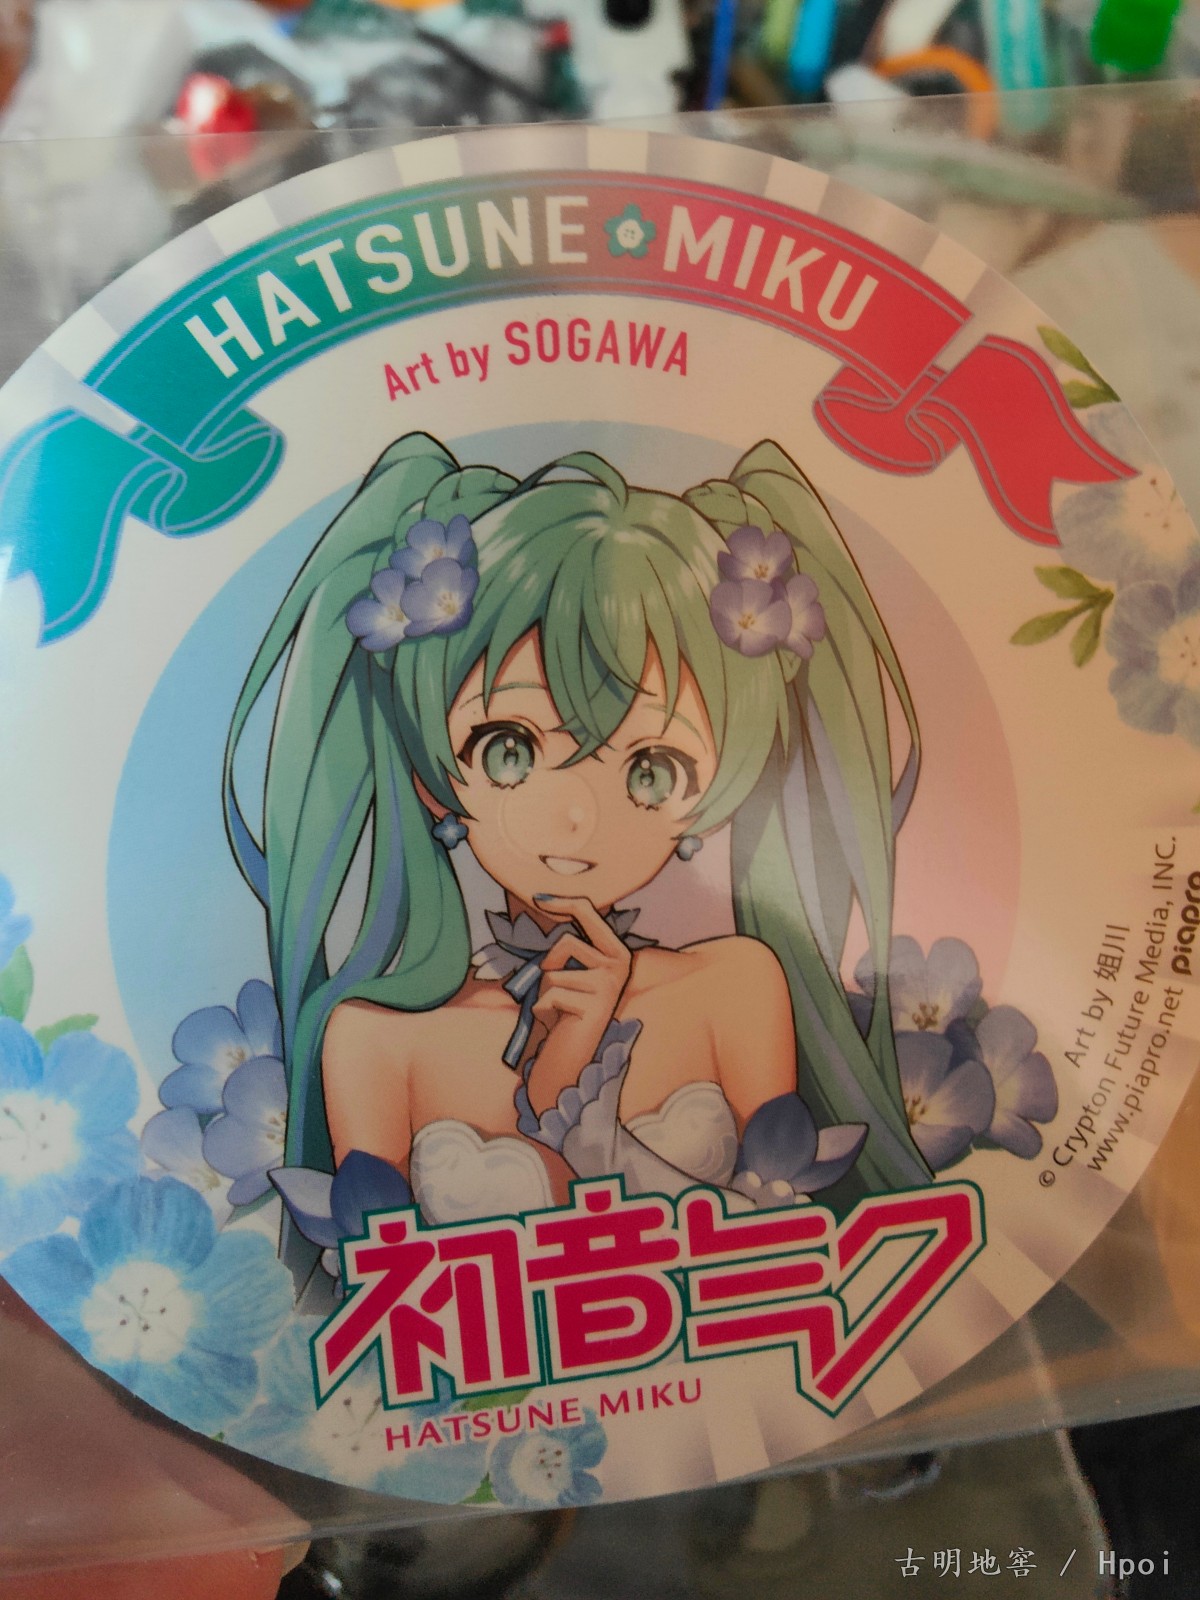 HATSUNE MIKU
Art by SOGAWA
Art by 姐川
© Crypton Future Media, INC.
www.piapro.net piapro
初音ミク
HATSUNE MIKU
古明地窖 / Hpoi